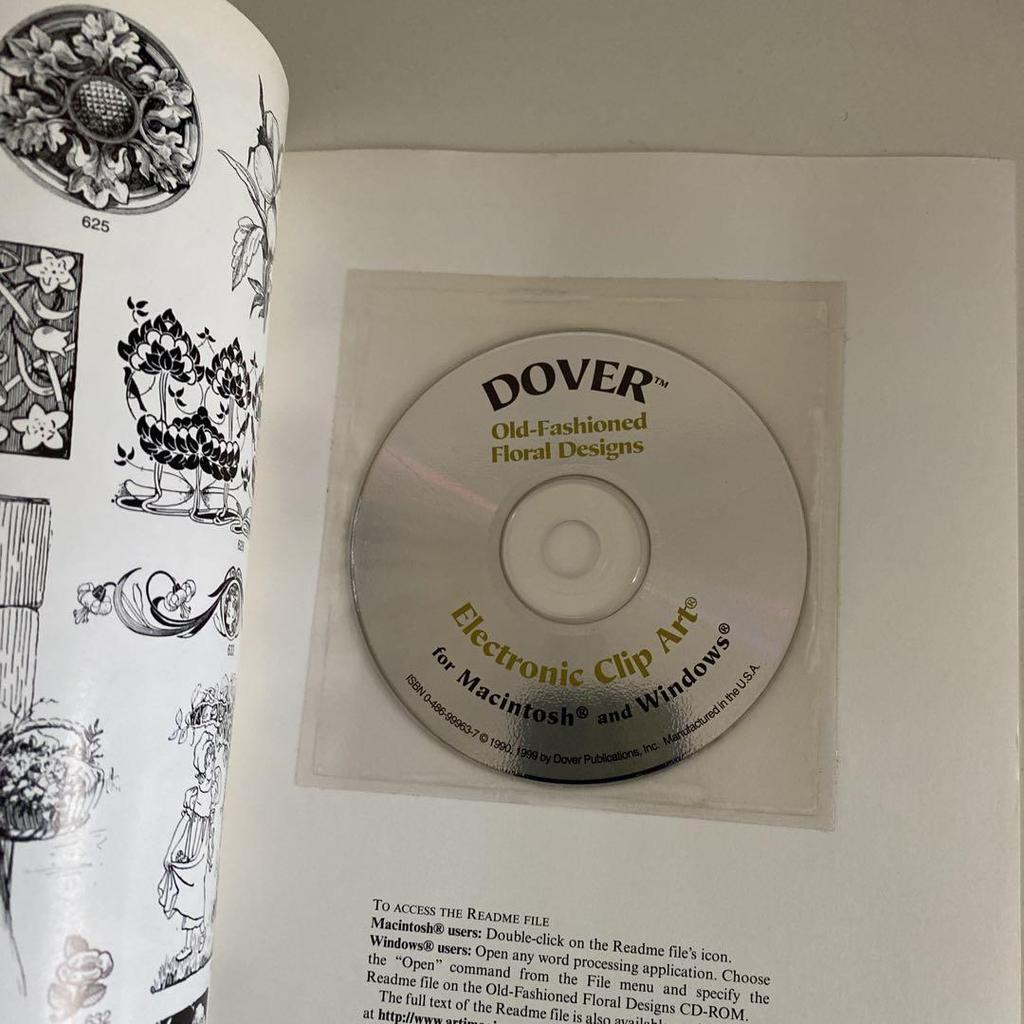 625
632
DOVER™
Old-Fashioned
Floral Designs
Electronic Clip Art®
for Macintosh® and Windows®
ISBN 0-486-99963-7 © 1990, 1999 by Dover Publications, Inc. Manufactured in the U.S.A.
TO ACCESS THE README FILE
Macintosh® users: Double-click on the Readme file's icon.
Windows® users: Open any word processing application. Choose
the “Open” command from the File menu and specify the
Readme file on the Old-Fashioned Floral Designs CD-ROM.
The full text of the Readme file is also
at